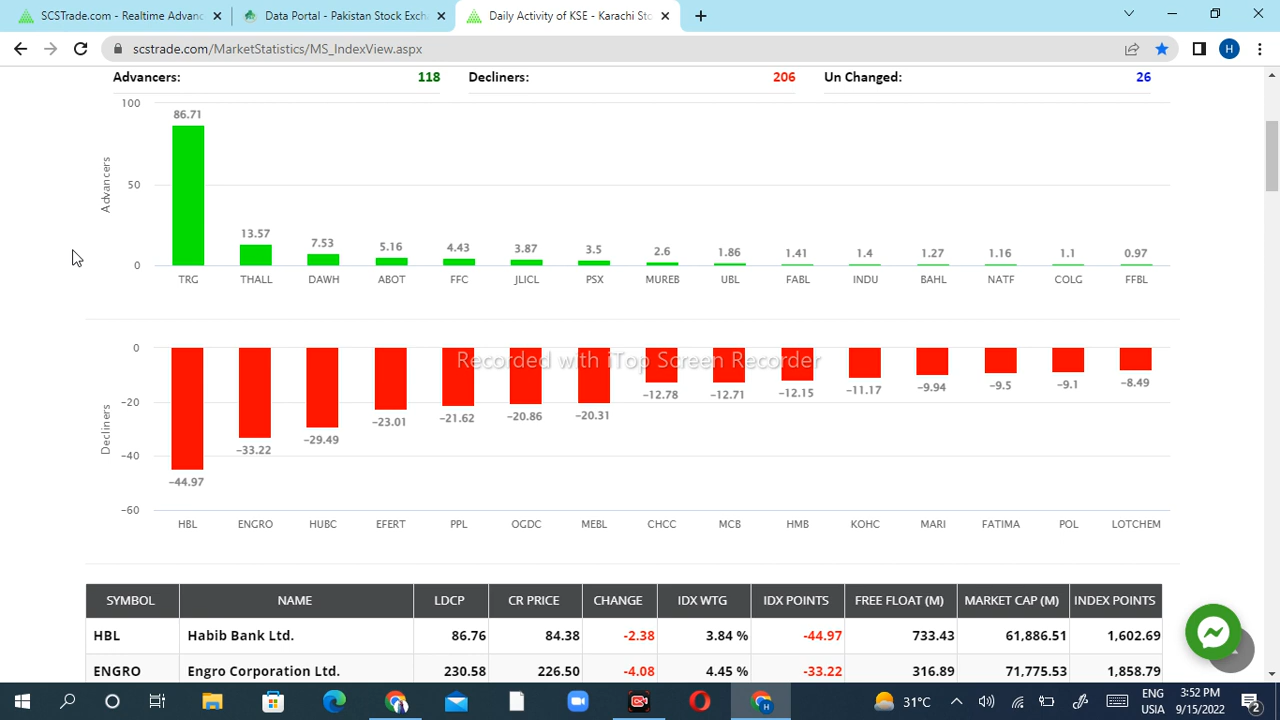 SCSTrade.com - Realtime Advanc
Data Portal - Pakistan Stock Exch
Daily Activity of KSE - Karachi Sto
scstrade.com/MarketStatistics/MS_IndexView.aspx
H
Advancers: 118 Decliners: 206 Un Changed: 26
100
86.71
Advancers
50
13.57 7.53 5.16 4.43 3.87 3.5 2.6 1.86 1.41 1.4 1.27 1.16 1.1 0.97
0
TRG THALL DAWH ABOT FFC JLICL PSX MUREB UBL FABL INDU BAHL NATF COLG FFBL
0
Recorded with iTop Screen Recorder
-20
Decliners
-40
-60
-44.97 -33.22 -29.49 -23.01 -21.62 -20.86 -20.31 -12.78 -12.71 -12.15 -11.17 -9.94 -9.5 -9.1 -8.49
HBL ENGRO HUBC EFERT PPL OGDC MEBL CHCC MCB HMB KOHC MARI FATIMA POL LOTCHEM
SYMBOL NAME LDCP CR PRICE CHANGE IDX WTG IDX POINTS FREE FLOAT (M) MARKET CAP (M) INDEX POINTS
HBL Habib Bank Ltd. 86.76 84.38 -2.38 3.84 % -44.97 733.43 61,886.51 1,602.69
ENGRO Engro Corporation Ltd. 230.58 226.50 -4.08 4.45 % -33.22 316.89 71,775.53 1,858.79
31°C
ENG
USIA
3:52 PM
9/15/2022
2